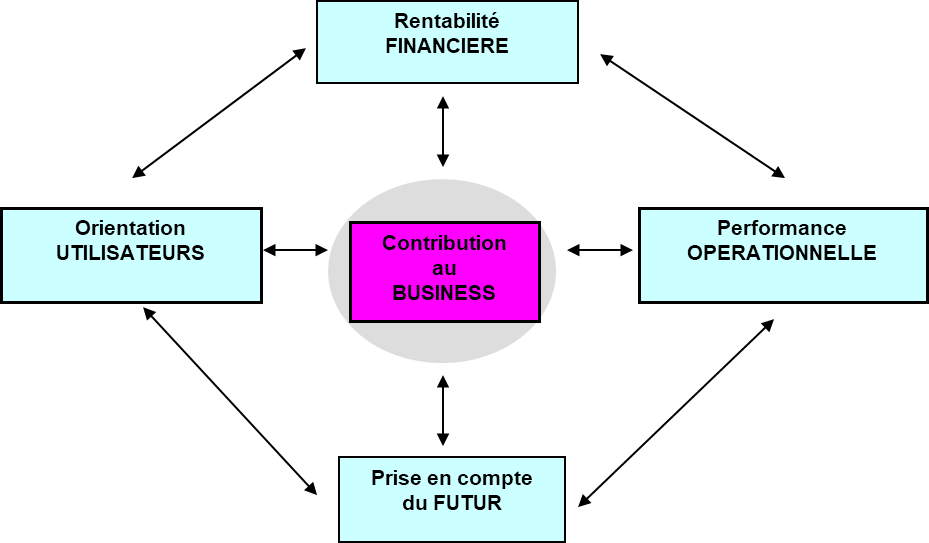 Rentabilité
FINANCIERE
Orientation
UTILISATEURS
Contribution
au
BUSINESS
Performance
OPERATIONNELLE
Prise en compte
du FUTUR